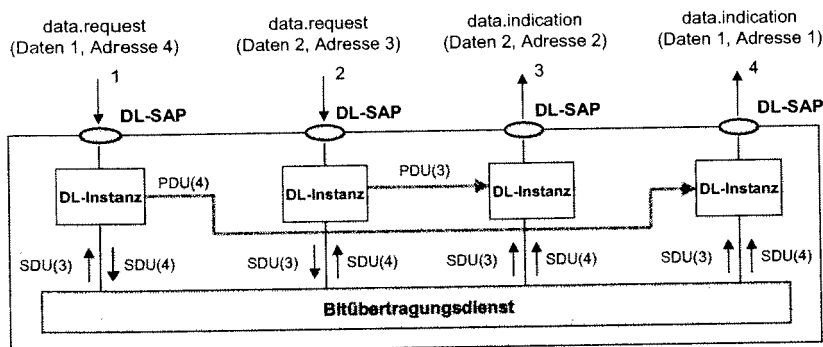 data.request
(Daten 1, Adresse 4)
data.request
(Daten 2, Adresse 3)
data.indication
(Daten 2, Adresse 2)
data.indication
(Daten 1, Adresse 1)
1
2
3
4
DL-SAP
DL-SAP
DL-SAP
DL-SAP
DL-Instanz
PDU(4)
DL-Instanz
PDU(3)
DL-Instanz
DL-Instanz
SDU(3)
SDU(4)
SDU(3)
SDU(4)
SDU(3)
SDU(4)
SDU(3)
SDU(4)
Bitübertragungsdienst